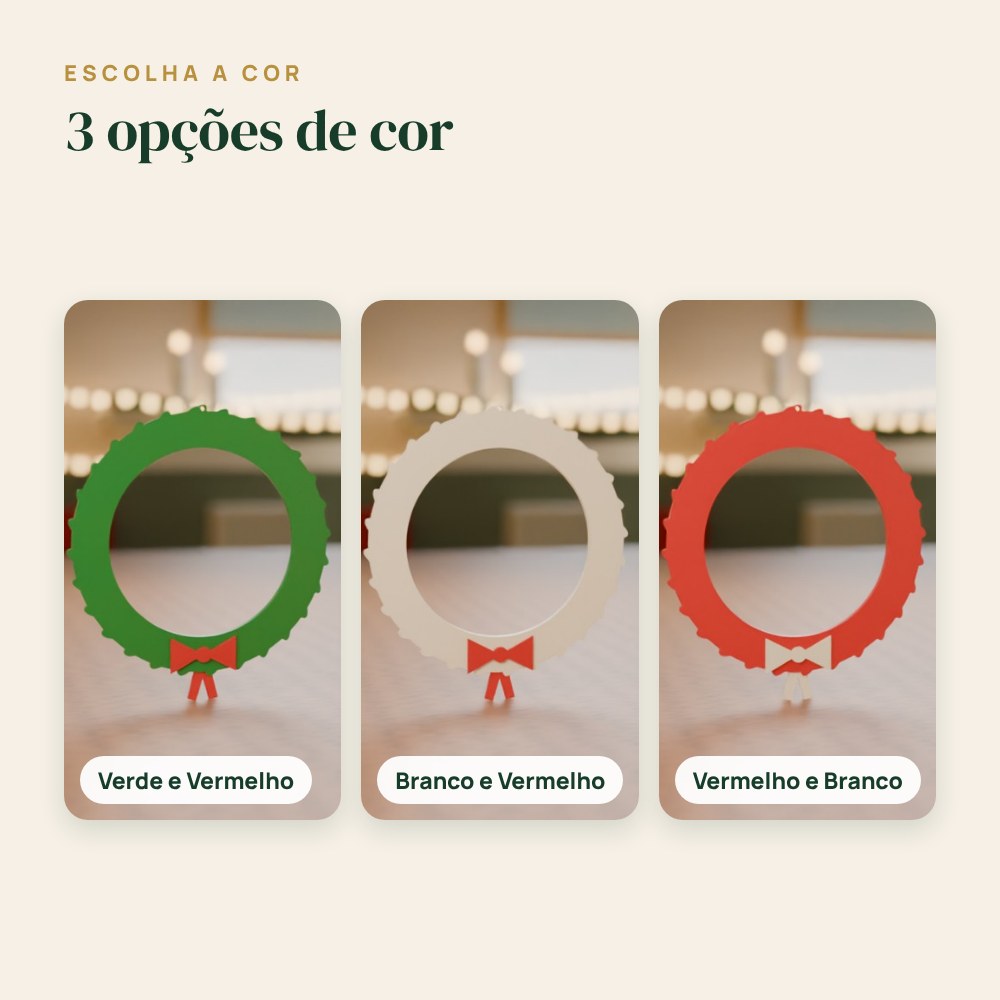 ESCOLHA A COR
3 opções de cor
Verde e Vermelho
Branco e Vermelho
Vermelho e Branco